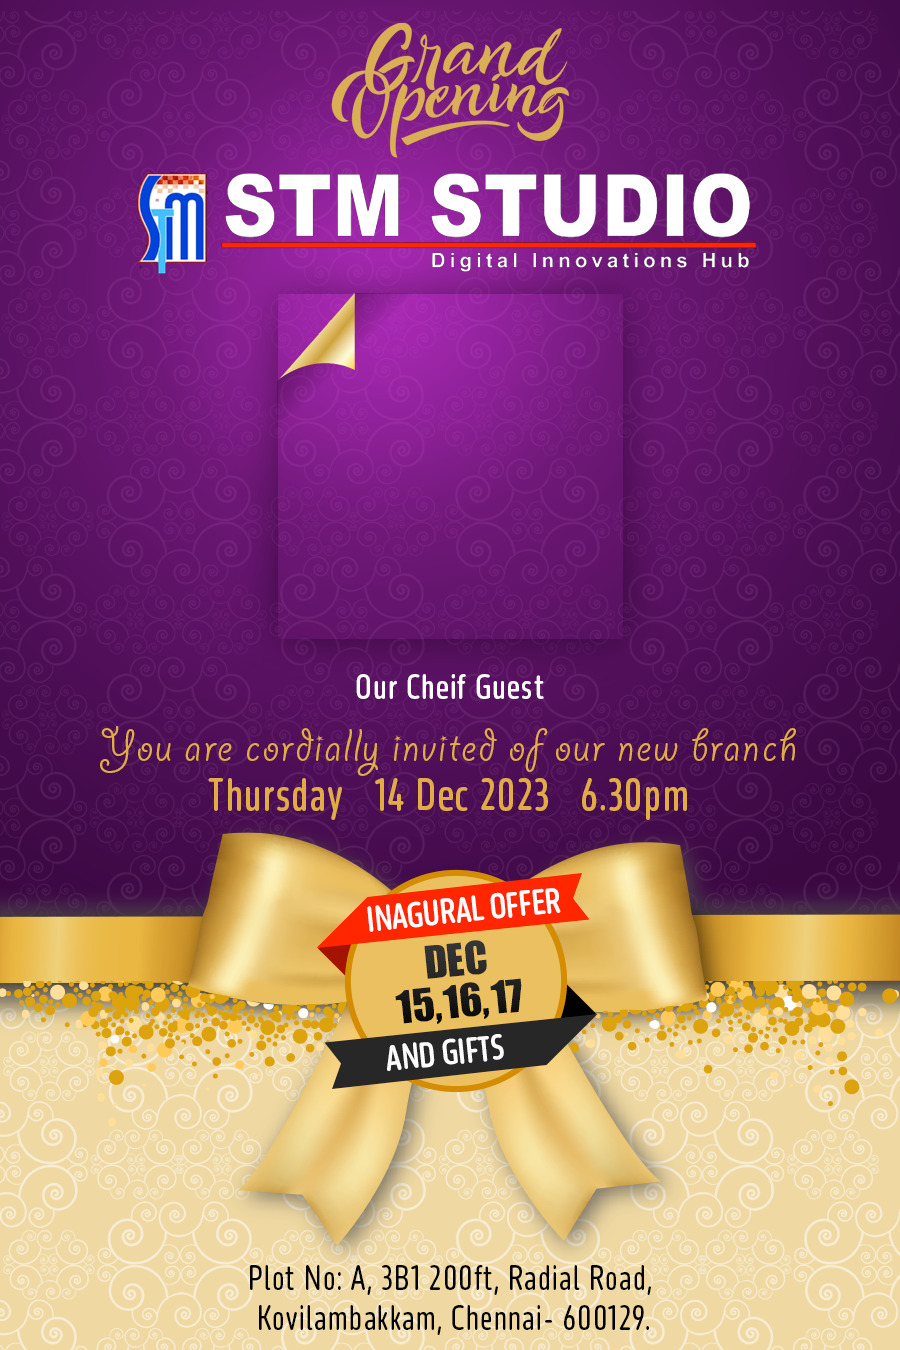 Grand
Opening
STM
STM STUDIO
Digital Innovations Hub
Our Cheif Guest
You are cordially invited of our new branch
Thursday 14 Dec 2023 6.30pm
INAGURAL OFFER
DEC
15,16,17
AND GIFTS
Plot No: A, 3B1 200ft, Radial Road,
Kovilambakkam, Chennai- 600129.